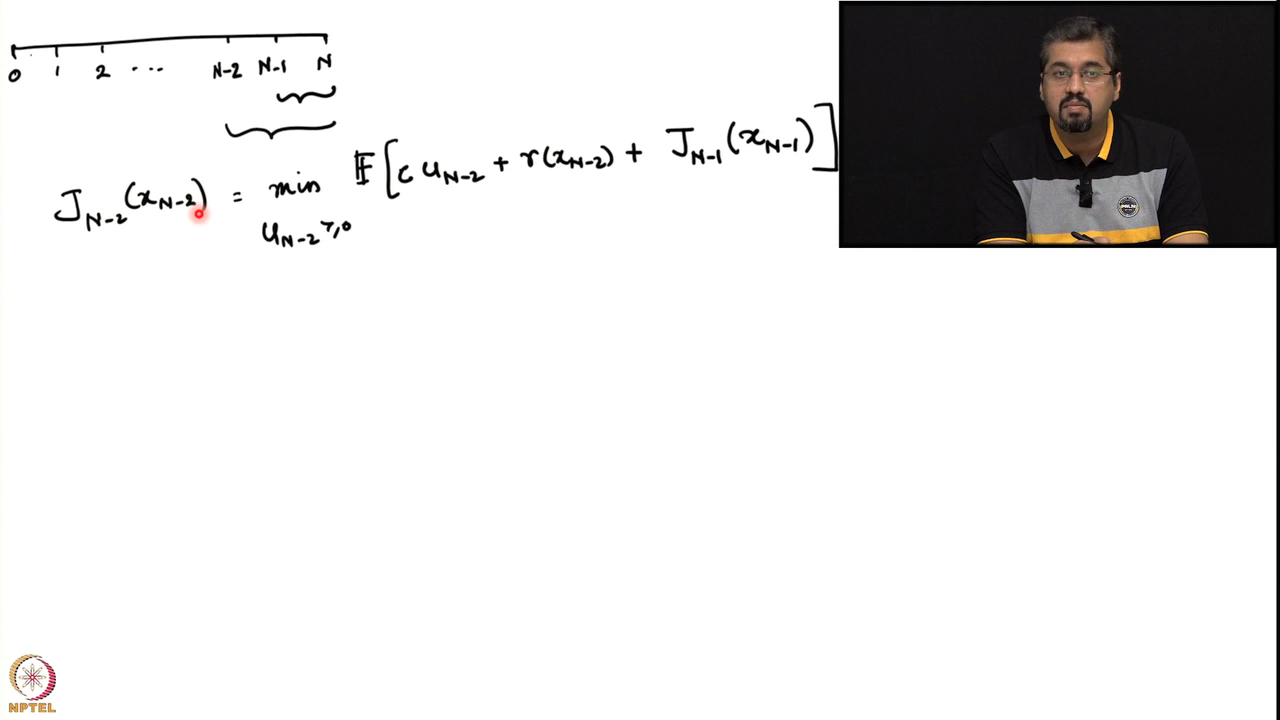 0 1 2 ... N-2 N-1 N
J_{N-2}(x_{N-2}) = min_{u_{N-2} ≥ 0} 𝔼[c u_{N-2} + r(x_{N-2}) + J_{N-1}(x_{N-1})]
NPTEL